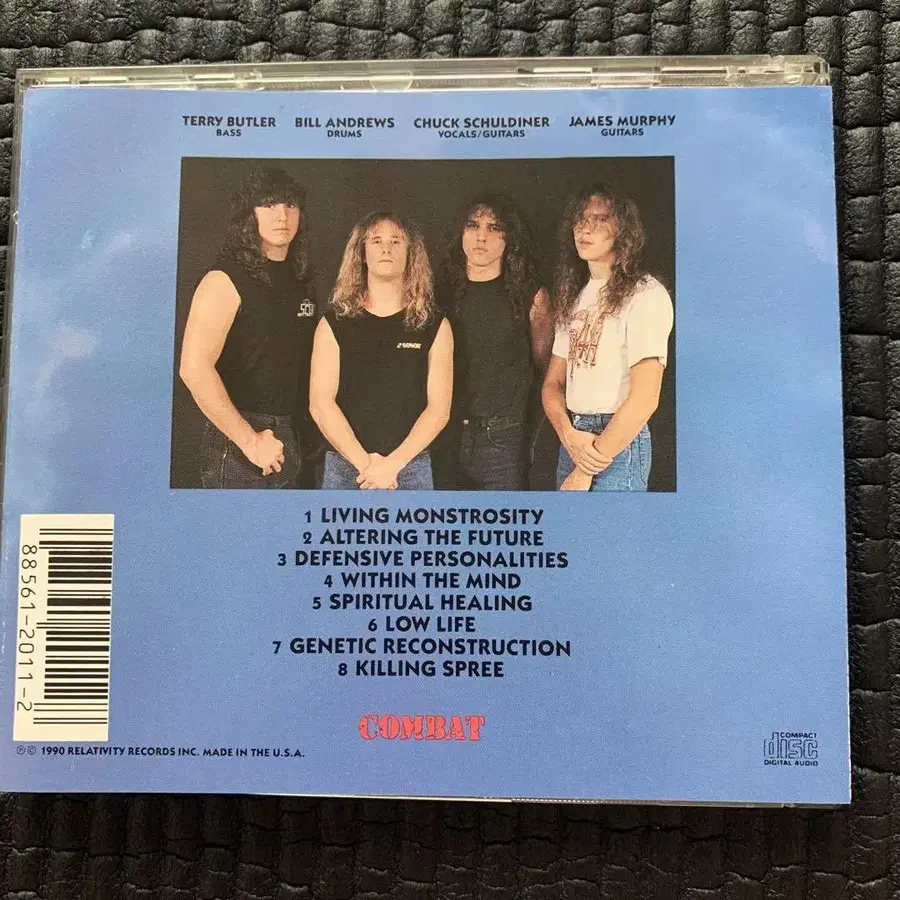 TERRY BUTLER BILL ANDREWS CHUCK SCHULDINER JAMES MURPHY
BASS DRUMS VOCALS/GUITARS GUITARS
1 LIVING MONSTROSITY
2 ALTERING THE FUTURE
3 DEFENSIVE PERSONALITIES
4 WITHIN THE MIND
5 SPIRITUAL HEALING
6 LOW LIFE
7 GENETIC RECONSTRUCTION
8 KILLING SPREE
88561-2011-2
COMBAT
℗ © 1990 RELATIVITY RECORDS INC. MADE IN THE U.S.A.
COMPACT
disc
DIGITAL AUDIO